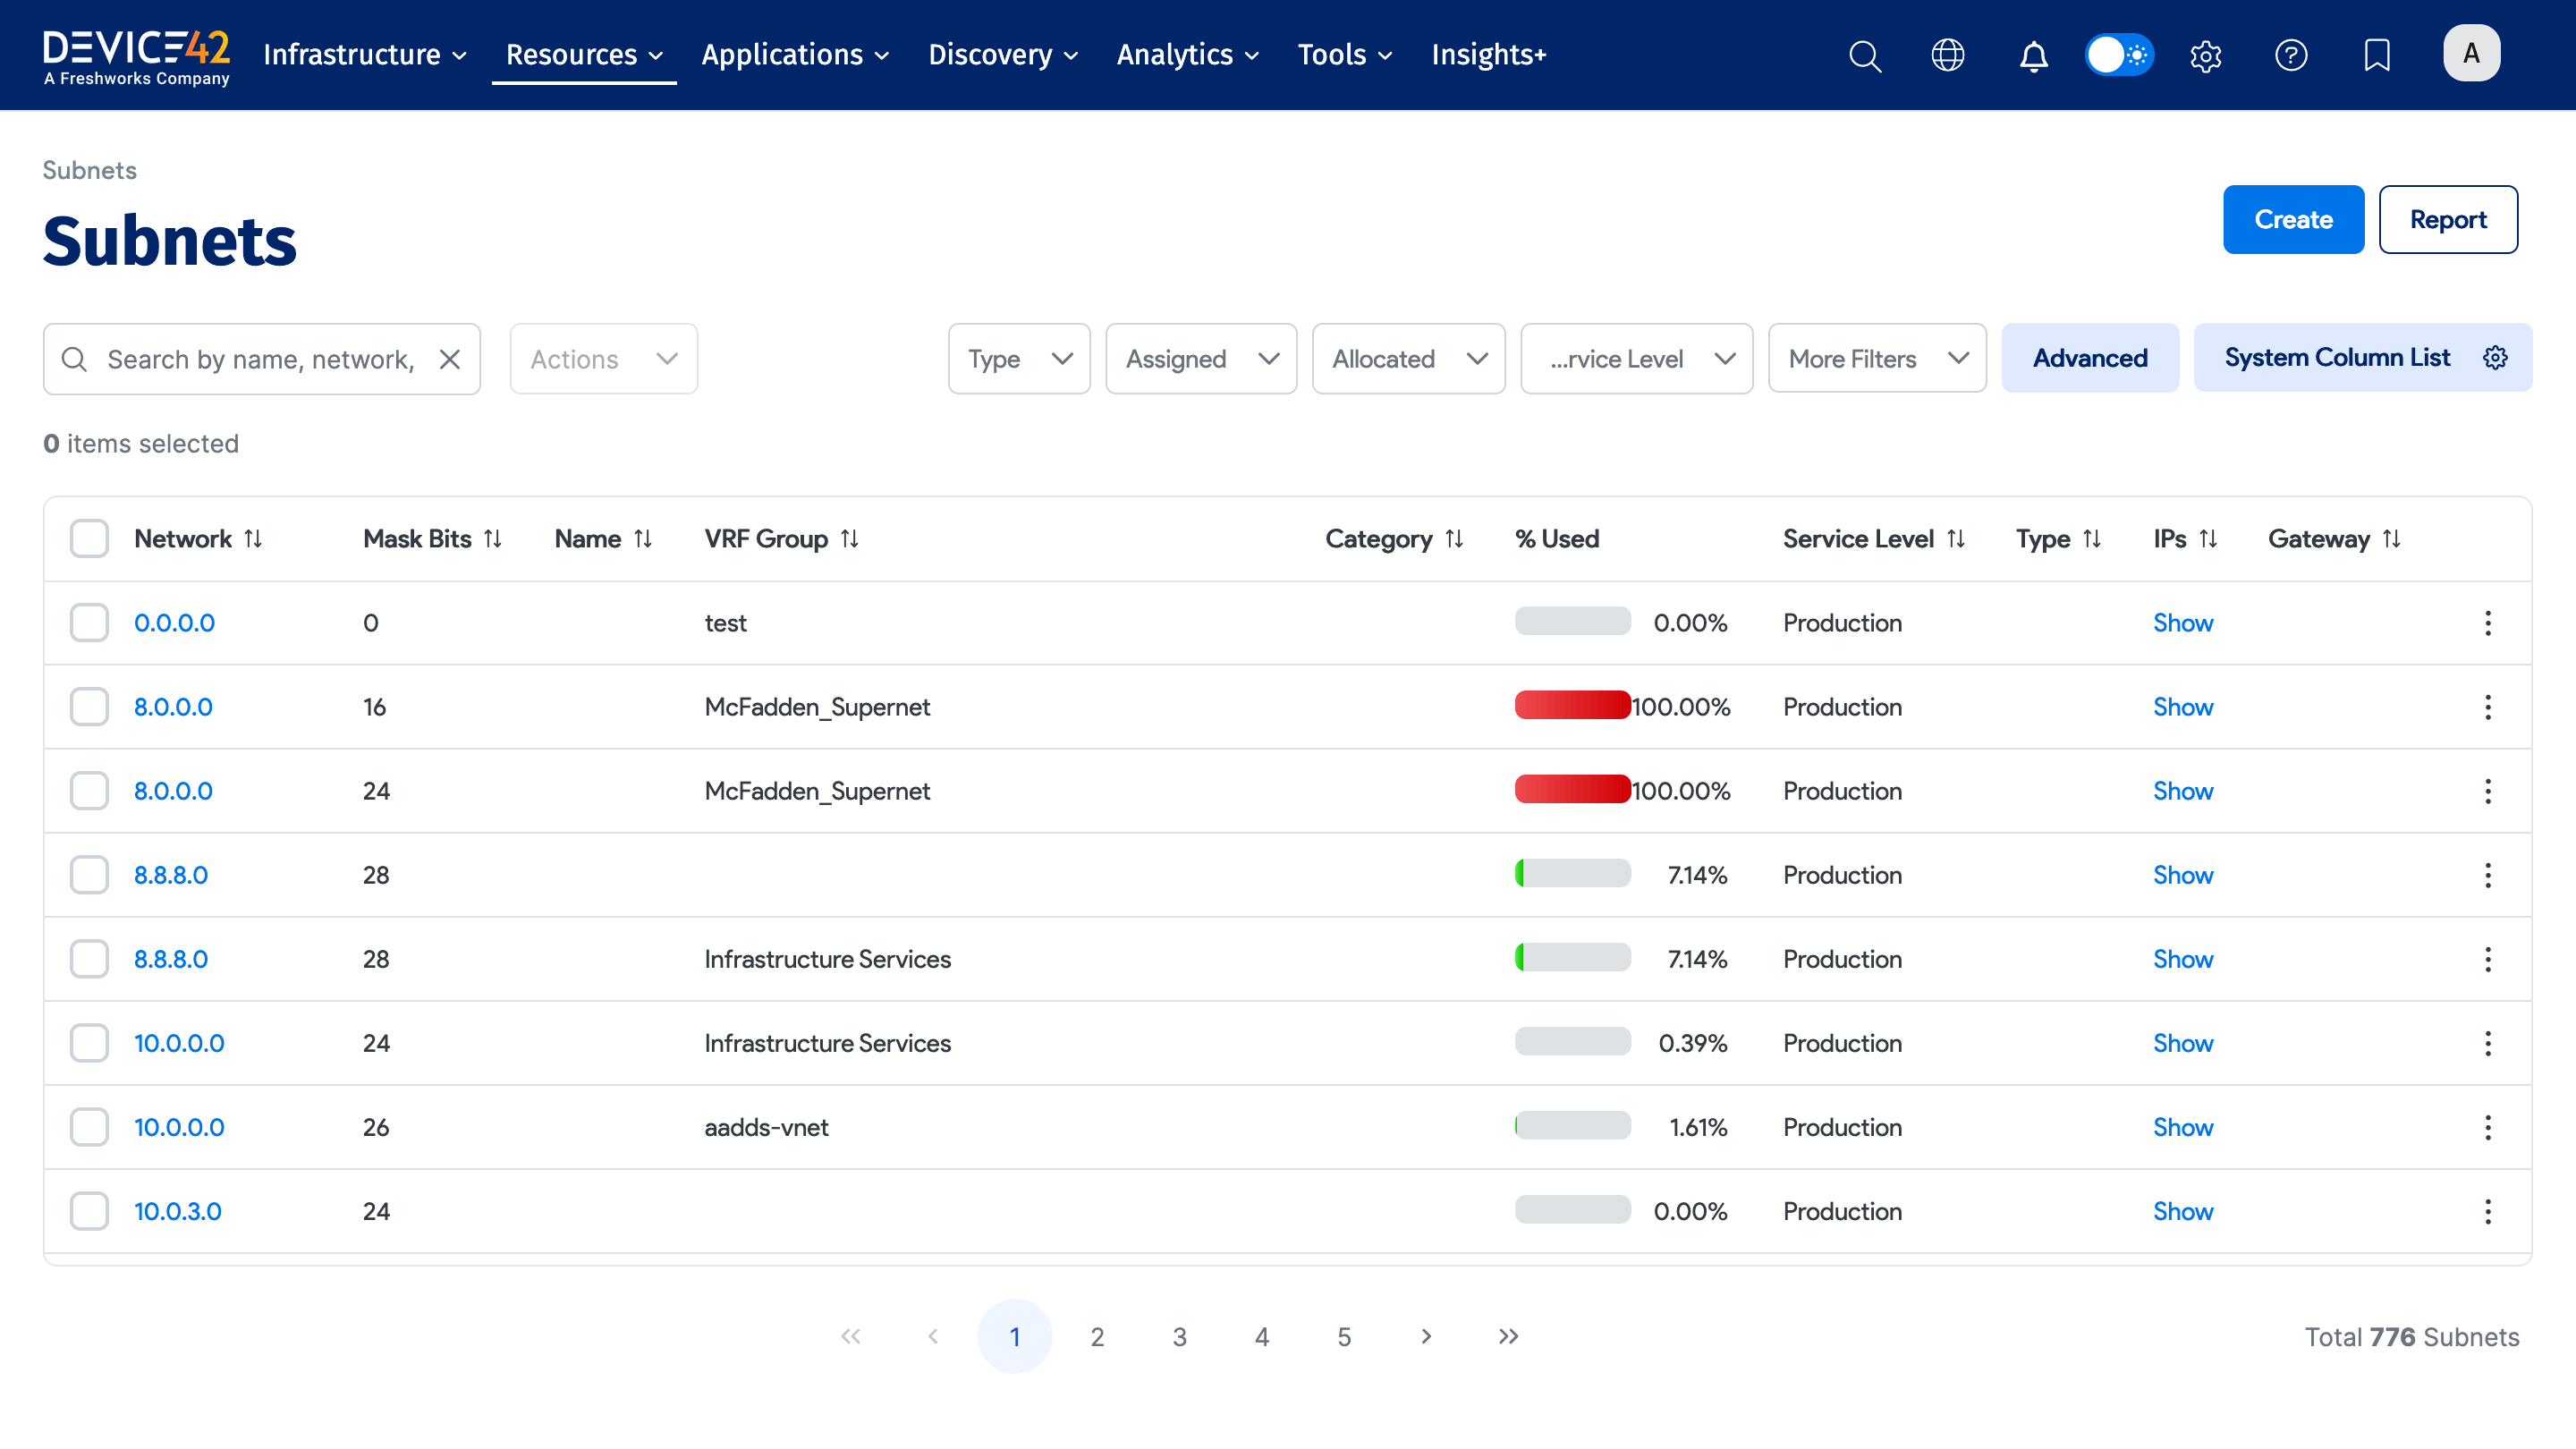 DEVICE42
A Freshworks Company
Infrastructure Resources Applications Discovery Analytics Tools Insights+
A
Subnets
Subnets
Create Report
Search by name, network, Actions Type Assigned Allocated ...rvice Level More Filters Advanced System Column List
0 items selected
Network Mask Bits Name VRF Group Category % Used Service Level Type IPs Gateway
0.0.0.0 0 test 0.00% Production Show
8.0.0.0 16 McFadden_Supernet 100.00% Production Show
8.0.0.0 24 McFadden_Supernet 100.00% Production Show
8.8.8.0 28 7.14% Production Show
8.8.8.0 28 Infrastructure Services 7.14% Production Show
10.0.0.0 24 Infrastructure Services 0.39% Production Show
10.0.0.0 26 aadds-vnet 1.61% Production Show
10.0.3.0 24 0.00% Production Show
1 2 3 4 5 Total 776 Subnets